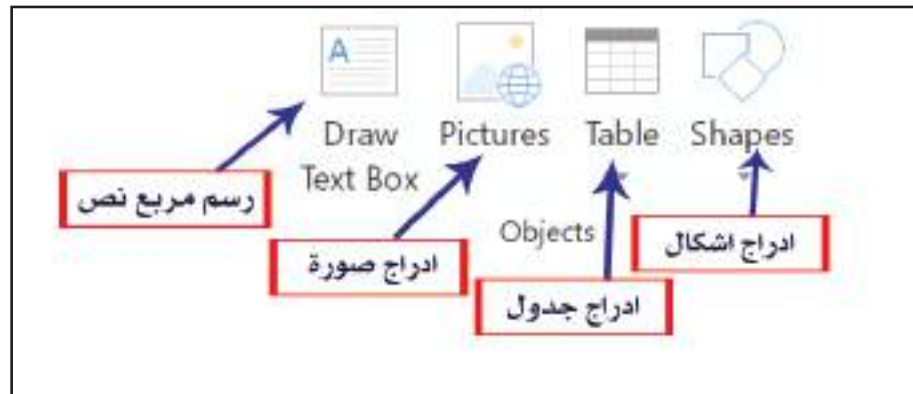 Draw Text Box
Pictures
Table
Shapes
Objects
رسم مربع نص
ادراج صورة
ادراج جدول
ادراج اشكال